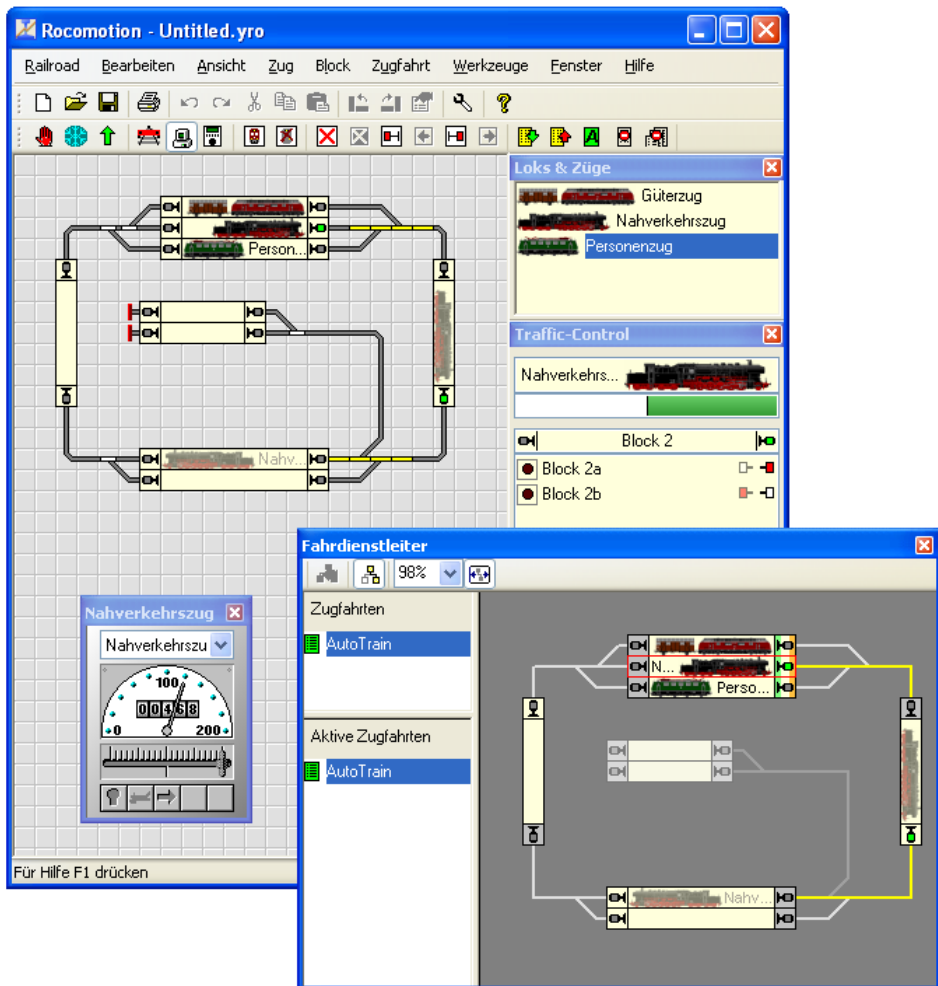 Rocomotion - Untitled.yro
Railroad Bearbeiten Ansicht Zug Block Zugfahrt Werkzeuge Fenster Hilfe
Loks & Züge
Güterzug
Nahverkehrszug
Personenzug
Person...
Nahv...
Traffic-Control
Nahverkehrs...
Block 2
Block 2a
Block 2b
Nahverkehrszug
Nahverkehrszu
100
00468
0 200
Für Hilfe F1 drücken
Fahrdienstleiter
98%
Zugfahrten
AutoTrain
Aktive Zugfahrten
AutoTrain
N...
Perso...
Nahv...